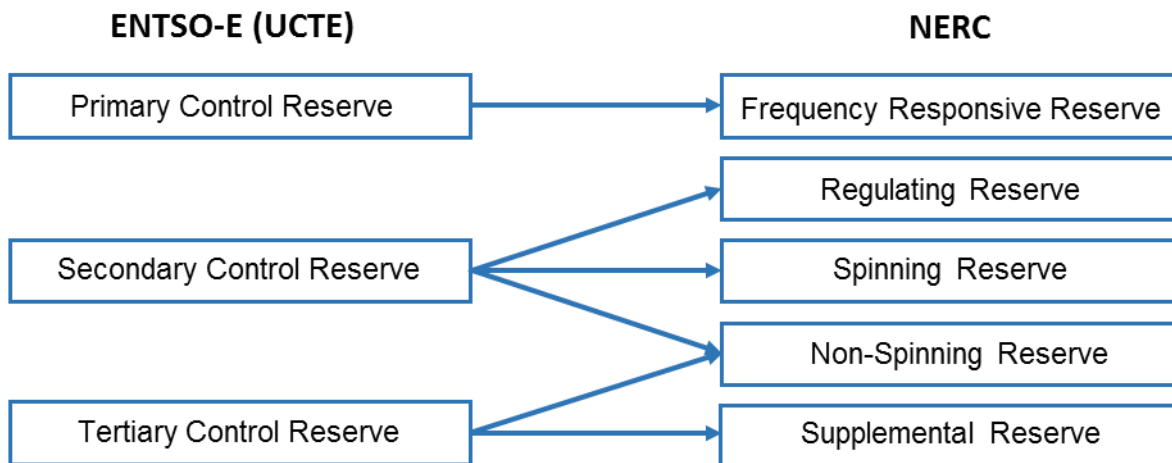 ENTSO-E (UCTE)
NERC
Primary Control Reserve
Frequency Responsive Reserve
Regulating Reserve
Secondary Control Reserve
Spinning Reserve
Non-Spinning Reserve
Tertiary Control Reserve
Supplemental Reserve